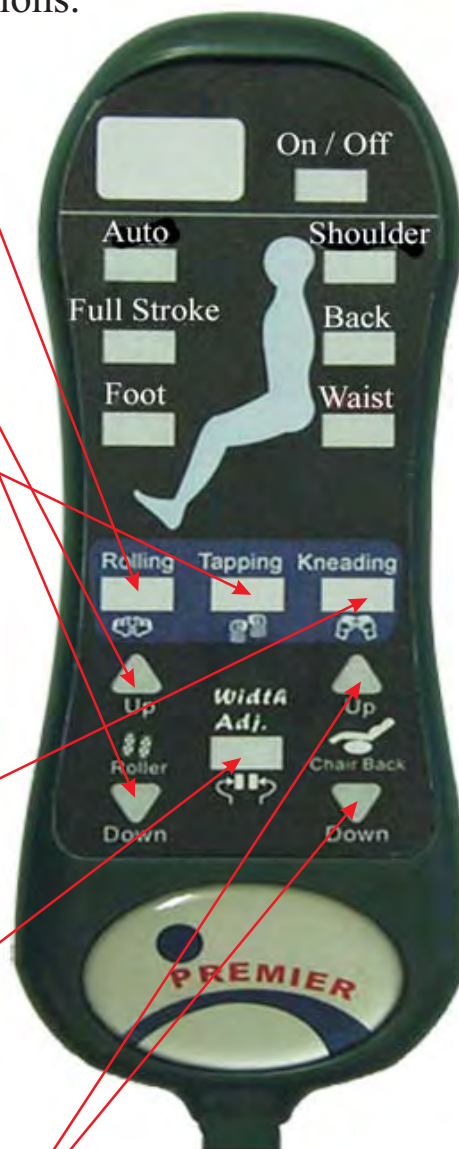 ions.
On / Off
Auto Shoulder
Full Stroke Back
Foot Waist
Rolling Tapping Kneading
Up Width Adj. Up
Roller Chair Back
Down Down
PREMIER